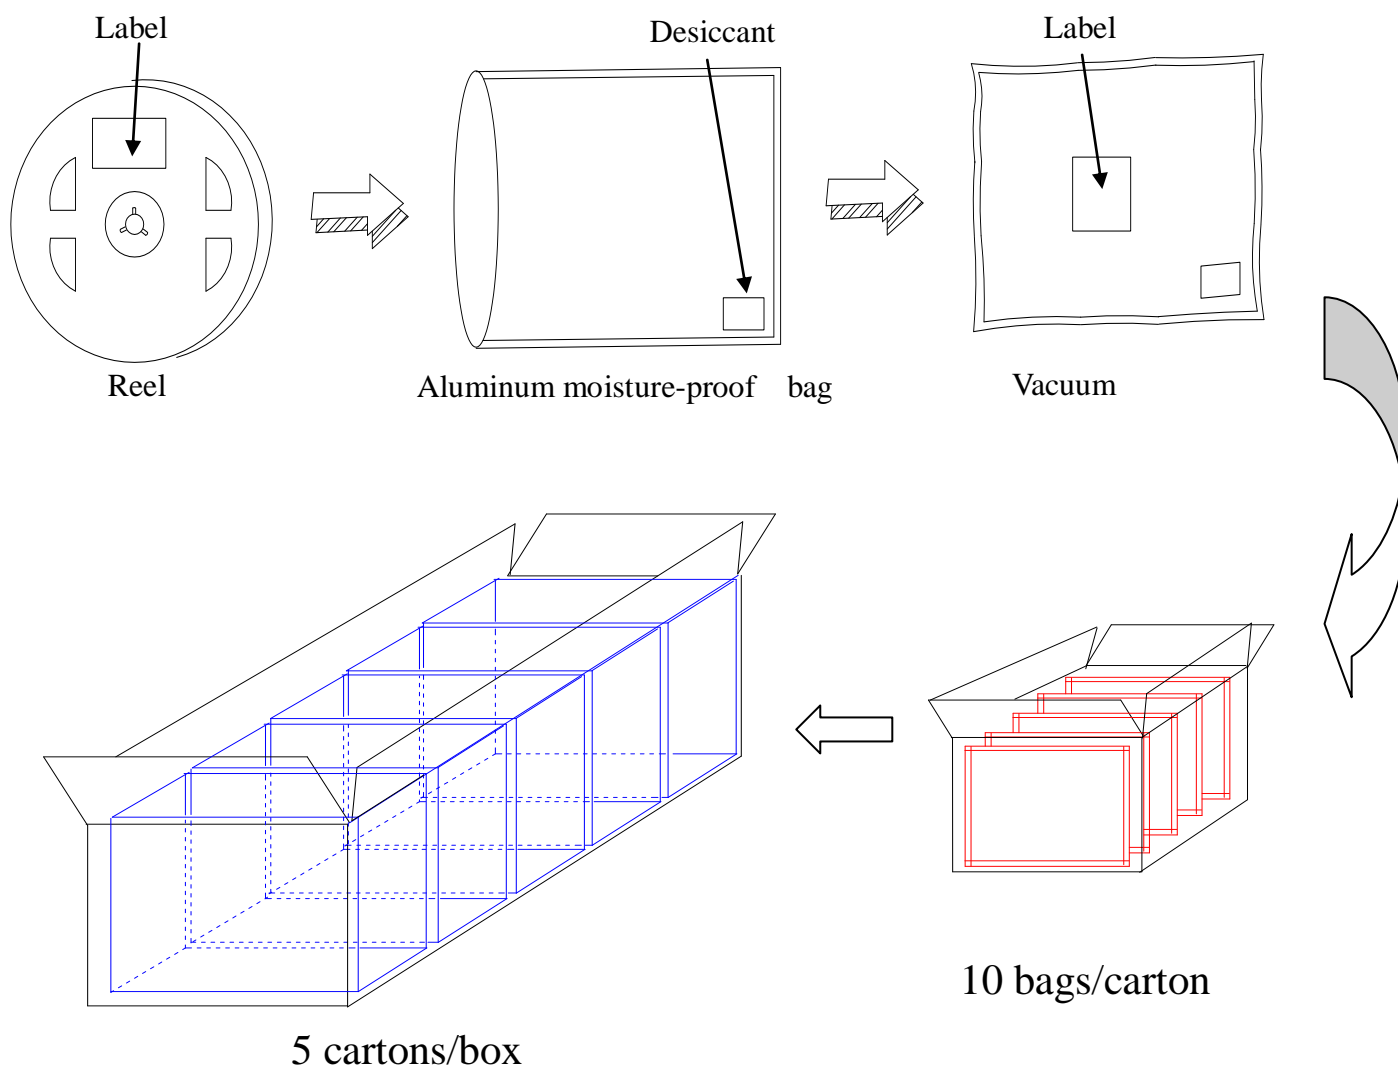 Label
Desiccant
Label
Reel
Aluminum moisture-proof bag
Vacuum
10 bags/carton
5 cartons/box